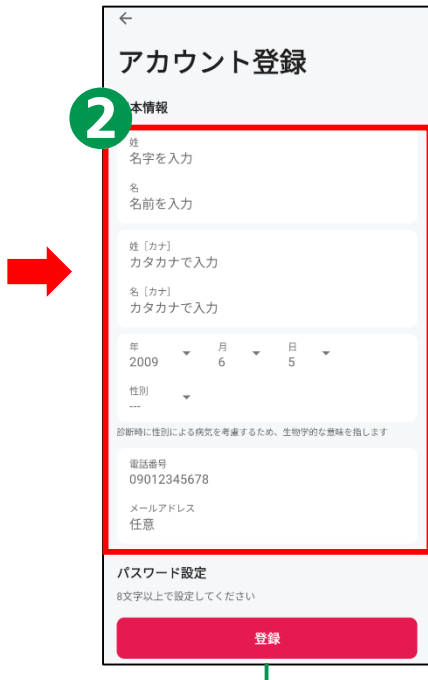 ←
アカウント登録
2
本情報
姓
名字を入力
名
名前を入力
姓［カナ］
カタカナで入力
名［カナ］
カタカナで入力
年 月 日
2009 6 5
性別
---
診断時に性別による病気を考慮するため、生物学的な意味を指します
電話番号
09012345678
メールアドレス
任意
パスワード設定
8文字以上で設定してください
登録